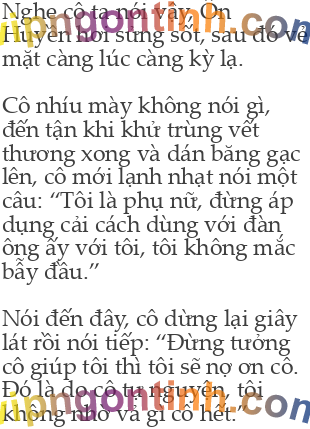 Nghe cô ta nói vậy, Ôn
Huyền hơi sửng sốt, sau đó vẻ
mặt càng lúc càng kỳ lạ.
Cô nhíu mày không nói gì,
đến tận khi khử trùng vết
thương xong và dán băng gạc
lên, cô mới lạnh nhạt nói một
câu: “Tôi là phụ nữ, đừng áp
dụng cải cách dùng với đàn
ông ấy với tôi, tôi không mắc
bẫy đâu.”
Nói đến đây, cô dừng lại giây
lát rồi nói tiếp: “Đừng tưởng
cô giúp tôi thì tôi sẽ nợ ơn cô.
Đó là do cô tự nguyện, tôi
không nhờ vả gì cô hết.”
vipngontinh.com
vipngontinh.com